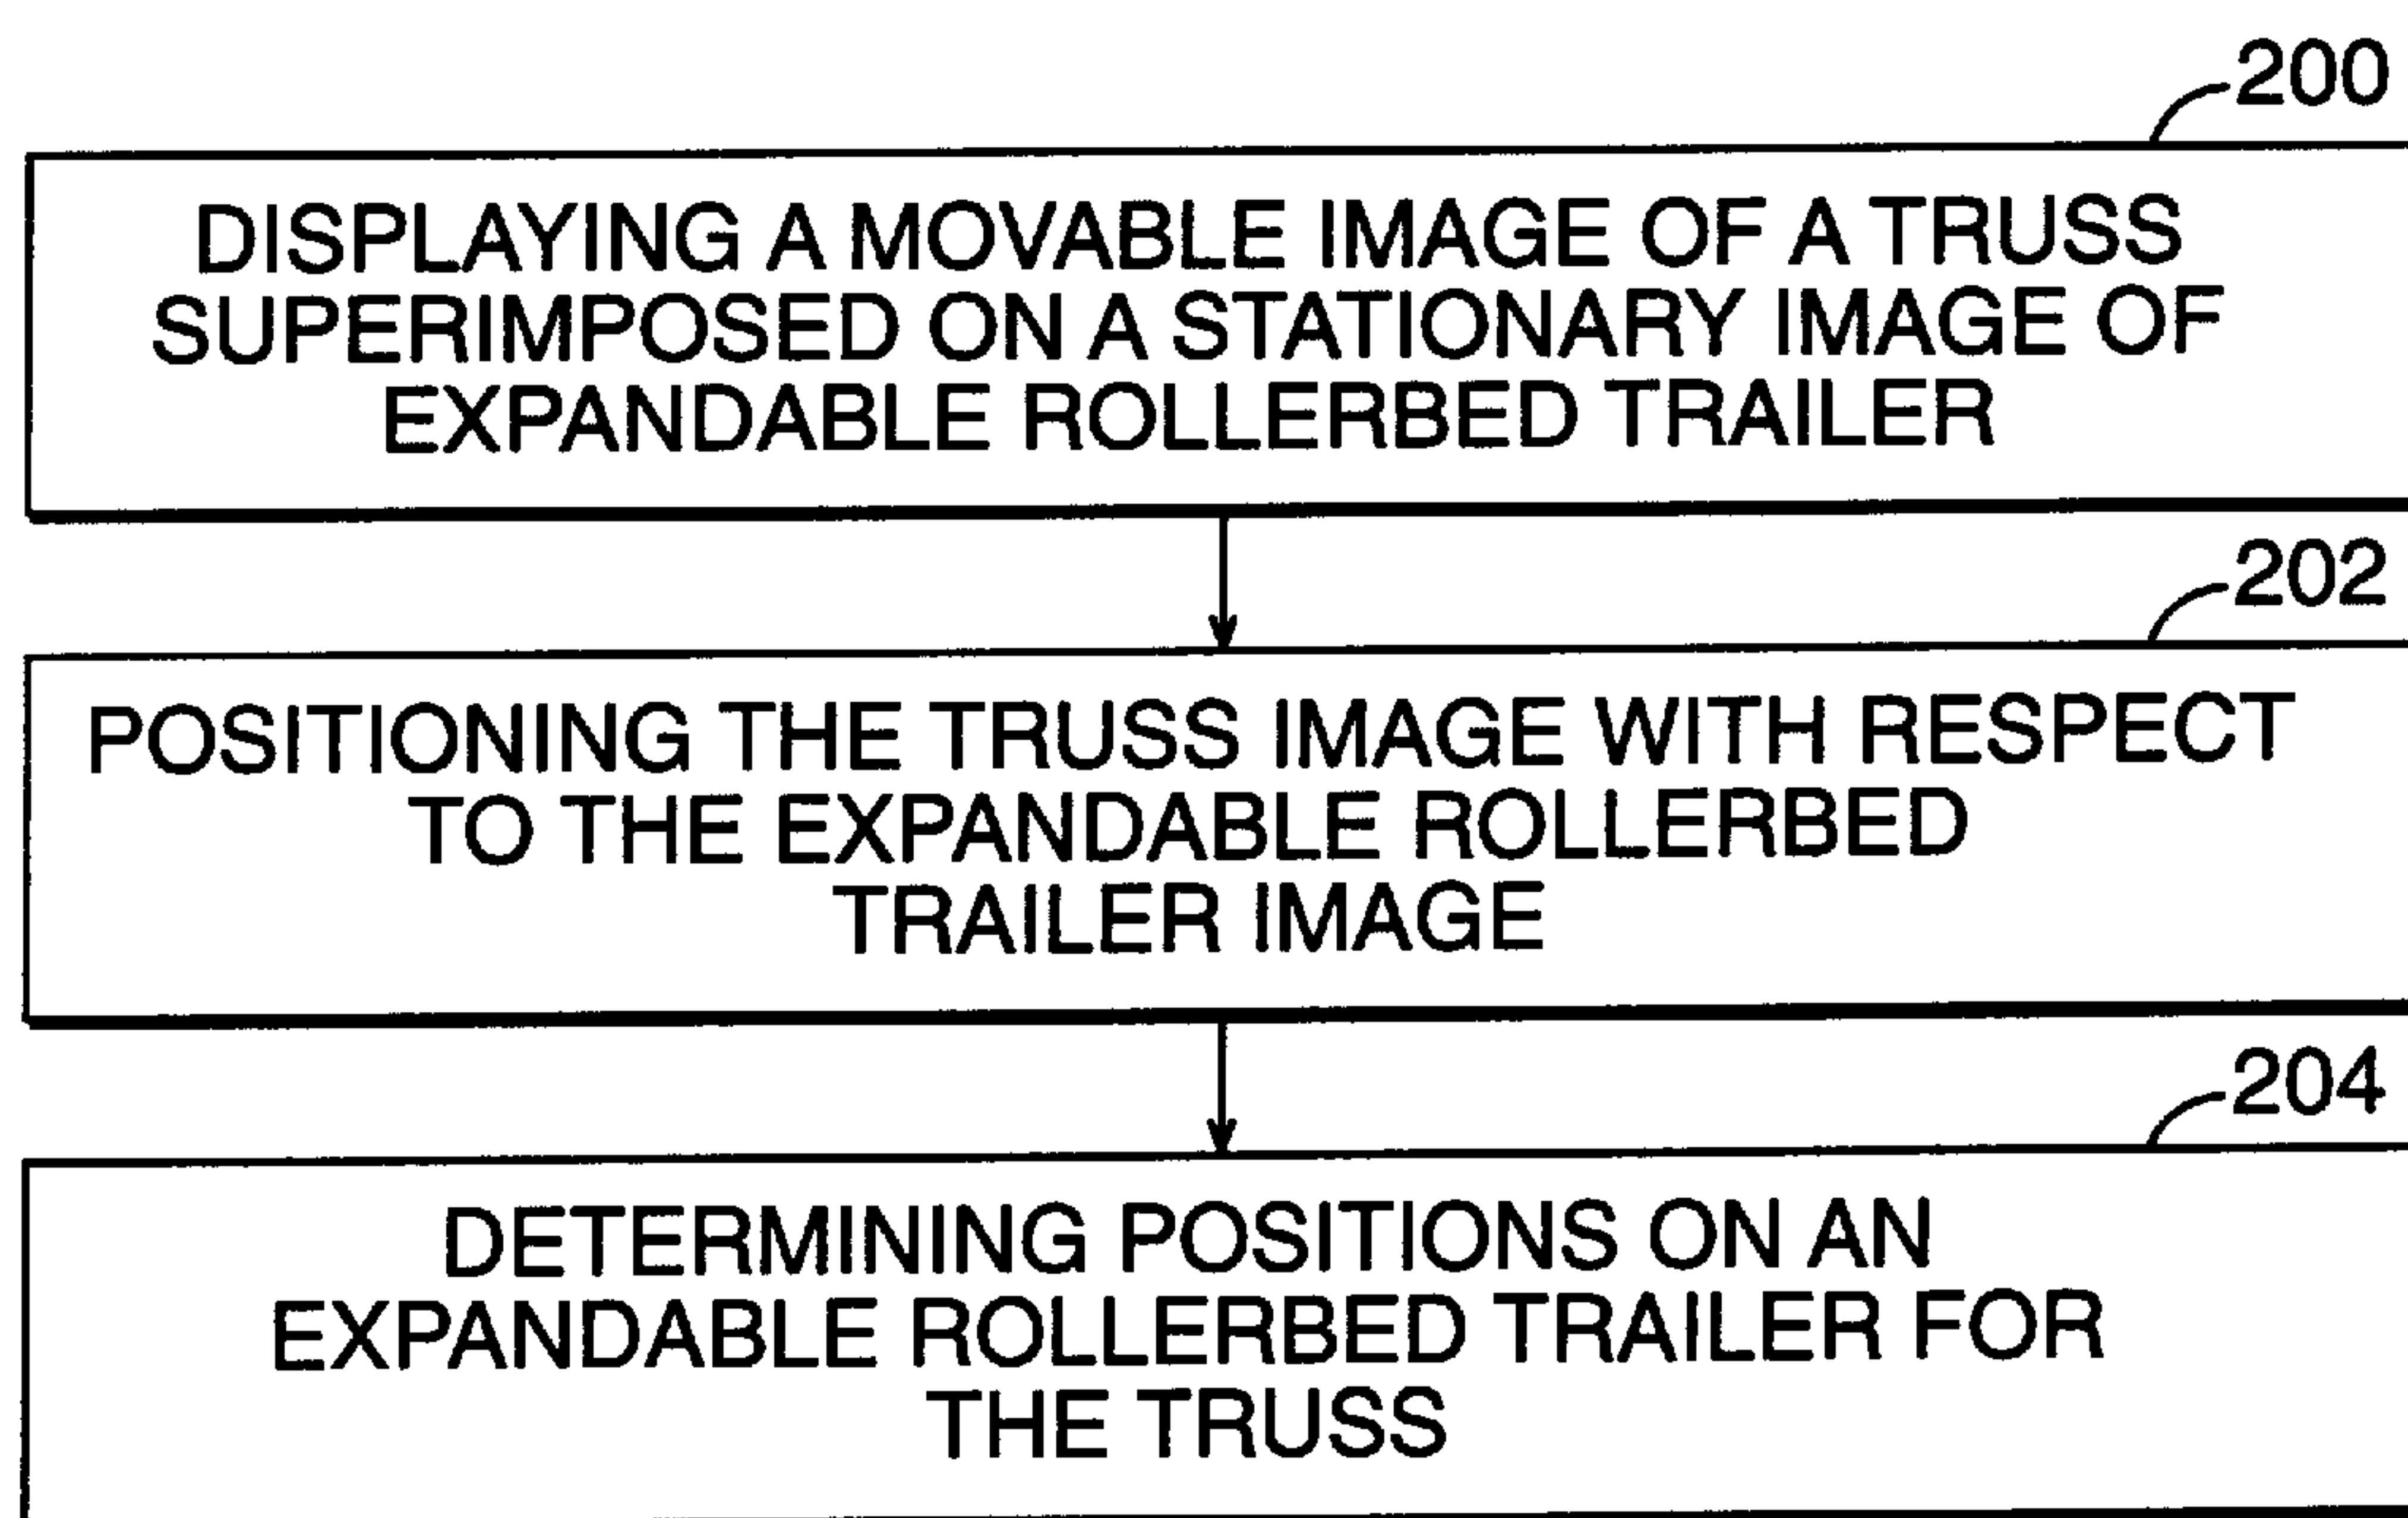 200
DISPLAYING A MOVABLE IMAGE OF A TRUSS
SUPERIMPOSED ON A STATIONARY IMAGE OF
EXPANDABLE ROLLERBED TRAILER
202
POSITIONING THE TRUSS IMAGE WITH RESPECT
TO THE EXPANDABLE ROLLERBED
TRAILER IMAGE
204
DETERMINING POSITIONS ON AN
EXPANDABLE ROLLERBED TRAILER FOR
THE TRUSS